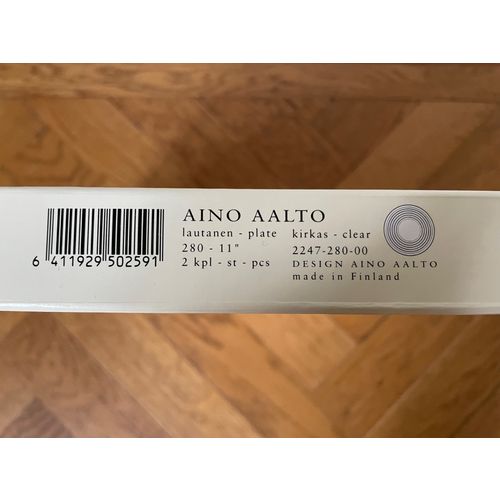 AINO AALTO
lautanen - plate kirkas - clear
280 - 11" 2247-280-00
2 kpl - st - pcs DESIGN AINO AALTO
made in Finland
6 411929 502591